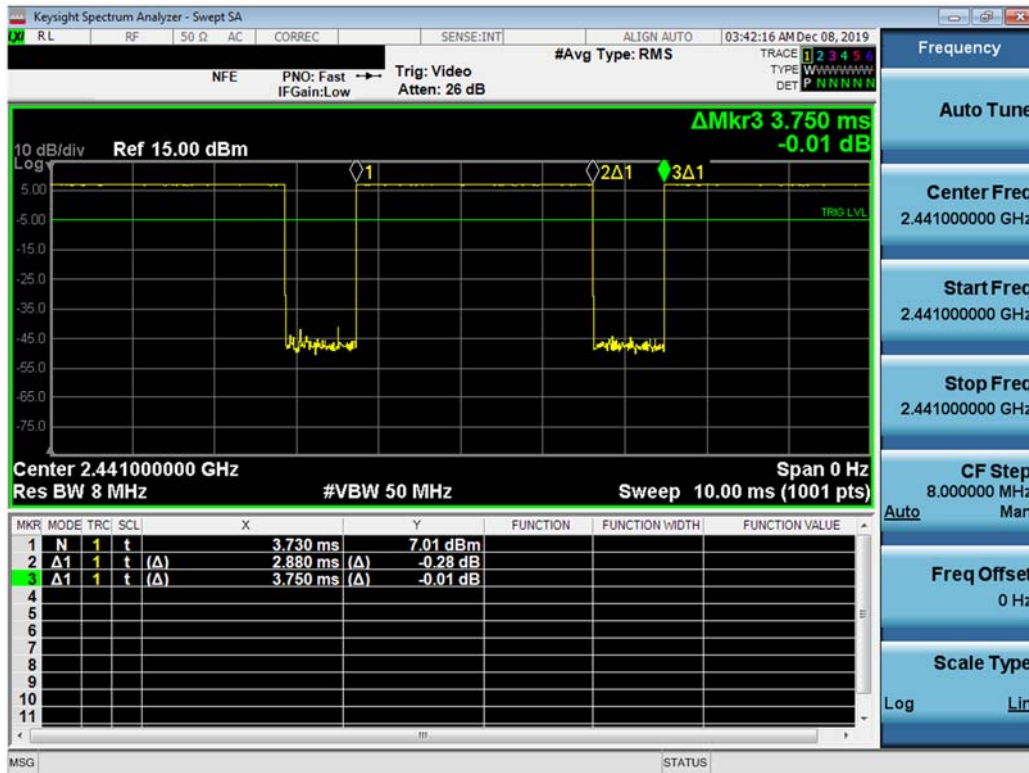 Keysight Spectrum Analyzer - Swept SA
LXI RL RF 50 Ω AC CORREC SENSE:INT ALIGN AUTO 03:42:16 AM Dec 08, 2019
NFE PNO: Fast Trig: Video #Avg Type: RMS TRACE 1 2 3 4 5 6
IFGain:Low Atten: 26 dB TYPE W
DET P N N N N N
ΔMkr3 3.750 ms
-0.01 dB
10 dB/div Ref 15.00 dBm
Log
1 2Δ1 3Δ1
5.00
TRIG LVL
-5.00
-15.0
-25.0
-35.0
-45.0
-55.0
-65.0
-75.0
Center 2.441000000 GHz Span 0 Hz
Res BW 8 MHz #VBW 50 MHz Sweep 10.00 ms (1001 pts)
MKR MODE TRC SCL X Y FUNCTION FUNCTION WIDTH FUNCTION VALUE
1 N 1 t 3.730 ms 7.01 dBm
2 Δ1 1 t (Δ) 2.880 ms (Δ) -0.28 dB
3 Δ1 1 t (Δ) 3.750 ms (Δ) -0.01 dB
4
5
6
7
8
9
10
11
MSG STATUS
Frequency
Auto Tune
Center Freq
2.441000000 GHz
Start Freq
2.441000000 GHz
Stop Freq
2.441000000 GHz
CF Step
8.000000 MHz
Auto Man
Freq Offset
0 Hz
Scale Type
Log Lin